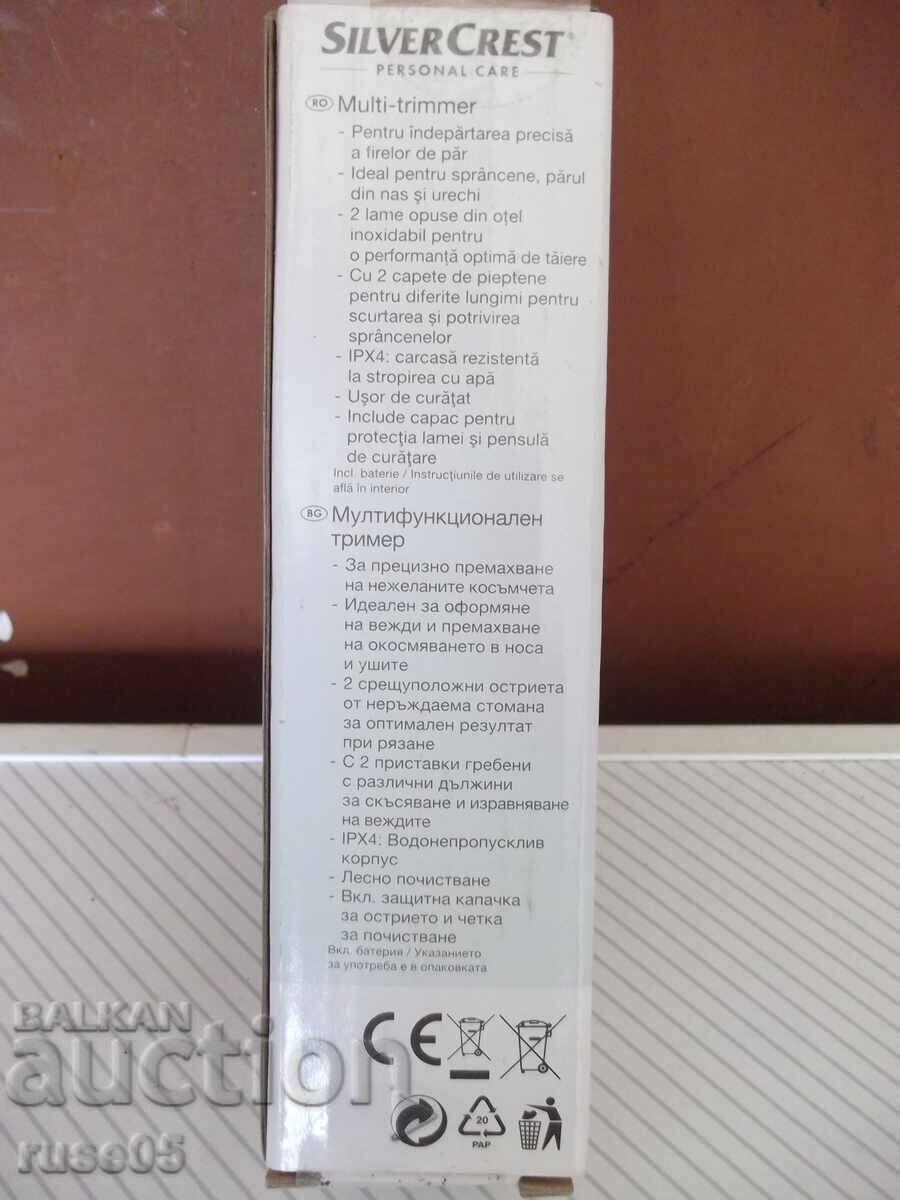 SILVERCREST®
PERSONAL CARE
RO Multi-trimmer
- Pentru îndepărtarea precisă
a firelor de păr
- Ideal pentru sprâncene, părul
din nas şi urechi
- 2 lame opuse din oţel
inoxidabil pentru
o performanţă optimă de tăiere
- Cu 2 capete de pieptene
pentru diferite lungimi pentru
scurtarea şi potrivirea
sprâncenelor
- IPX4: carcasă rezistentă
la stropirea cu apă
- Uşor de curăţat
- Include capac pentru
protecţia lamei şi pensulă
de curăţare
Incl. baterie / Instrucţiunile de utilizare se
află în interior
BG Мултифункционален
тример
- За прецизно премахване
на нежеланите косъмчета
- Идеален за оформяне
на вежди и премахване
на окосмяването в носа
и ушите
- 2 срещуположни остриета
от неръждаема стомана
за оптимален резултат
при рязане
- С 2 приставки гребени
с различни дължини
за скъсяване и изравняване
на веждите
- IPX4: Водонепропусклив
корпус
- Лесно почистване
- Вкл. защитна капачка
за острието и четка
за почистване
Вкл. батерия / Указанието
за употреба е в опаковката
CE
20
PAP
BALKAN
auction
ruse05